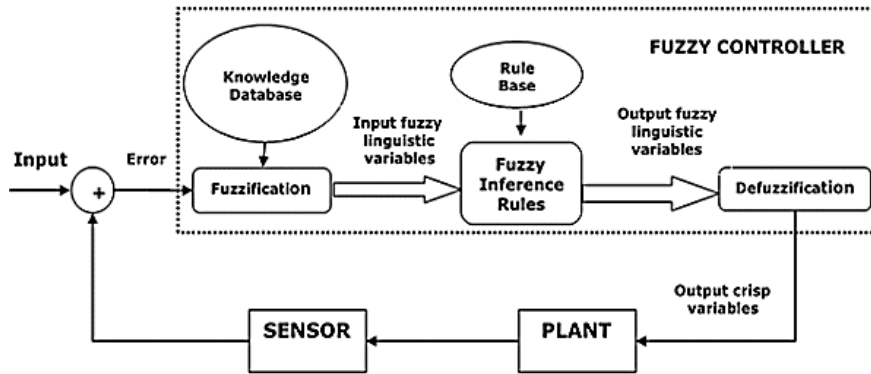 FUZZY CONTROLLER
Knowledge
Database
Rule
Base
Input fuzzy
linguistic
variables
Output fuzzy
linguistic
variables
Input
+
Error
Fuzzification
Fuzzy
Inference
Rules
Defuzzification
Output crisp
variables
SENSOR
PLANT